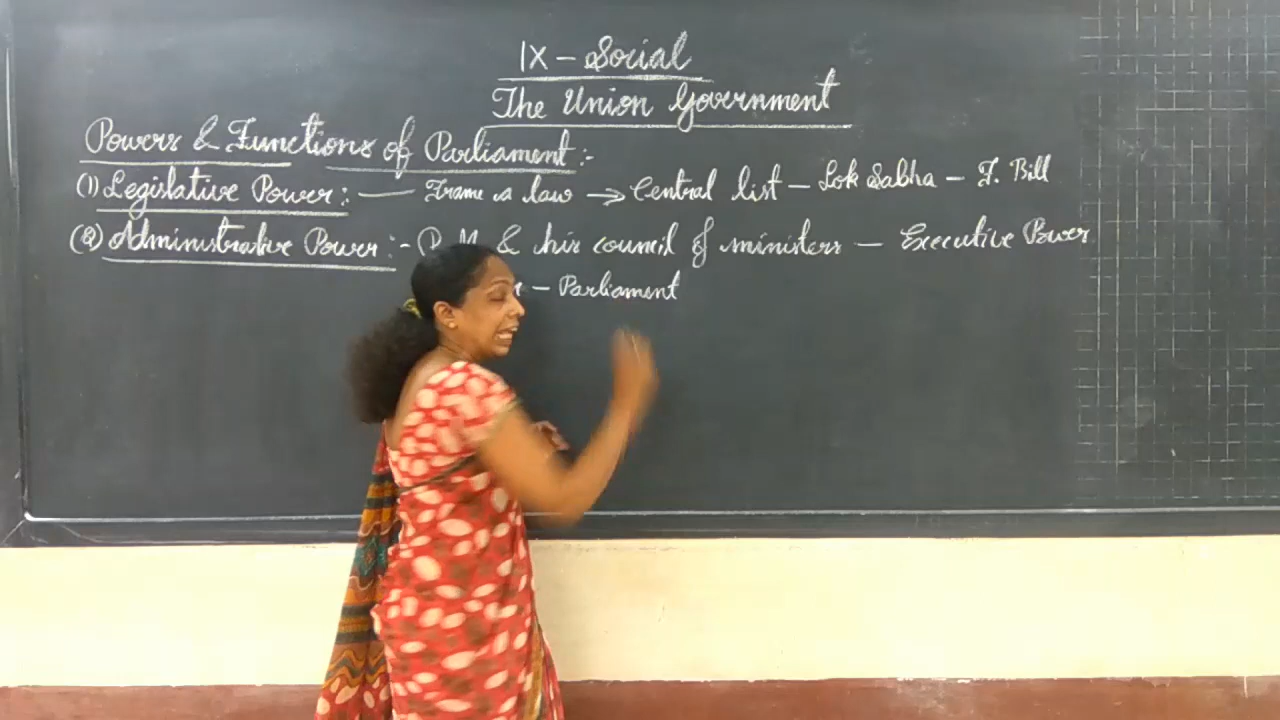 IX - Social
The Union Government
Powers & Functions of Parliament :-
(1) Legislative Power : — Frame a law → Central list - Lok Sabha - F. Bill
(2) Administrative Power :- P. M. & his council of ministers — Executive Power
- Parliament